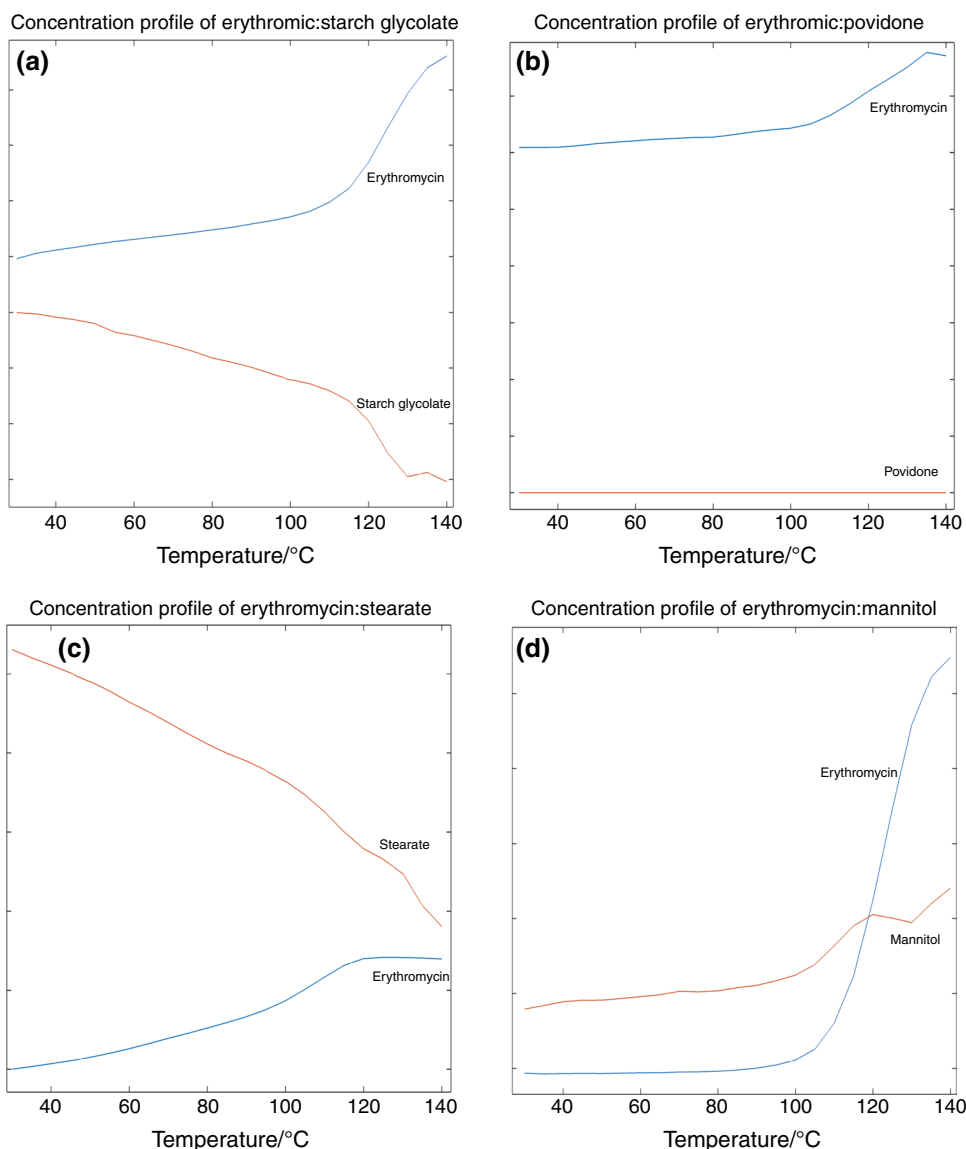 Concentration profile of erythromic:starch glycolate
(a)
Erythromycin
Starch glycolate
40 60 80 100 120 140
Temperature/°C
Concentration profile of erythromic:povidone
(b)
Erythromycin
Povidone
40 60 80 100 120 140
Temperature/°C
Concentration profile of erythromycin:stearate
(c)
Stearate
Erythromycin
40 60 80 100 120 140
Temperature/°C
Concentration profile of erythromycin:mannitol
(d)
Erythromycin
Mannitol
40 60 80 100 120 140
Temperature/°C